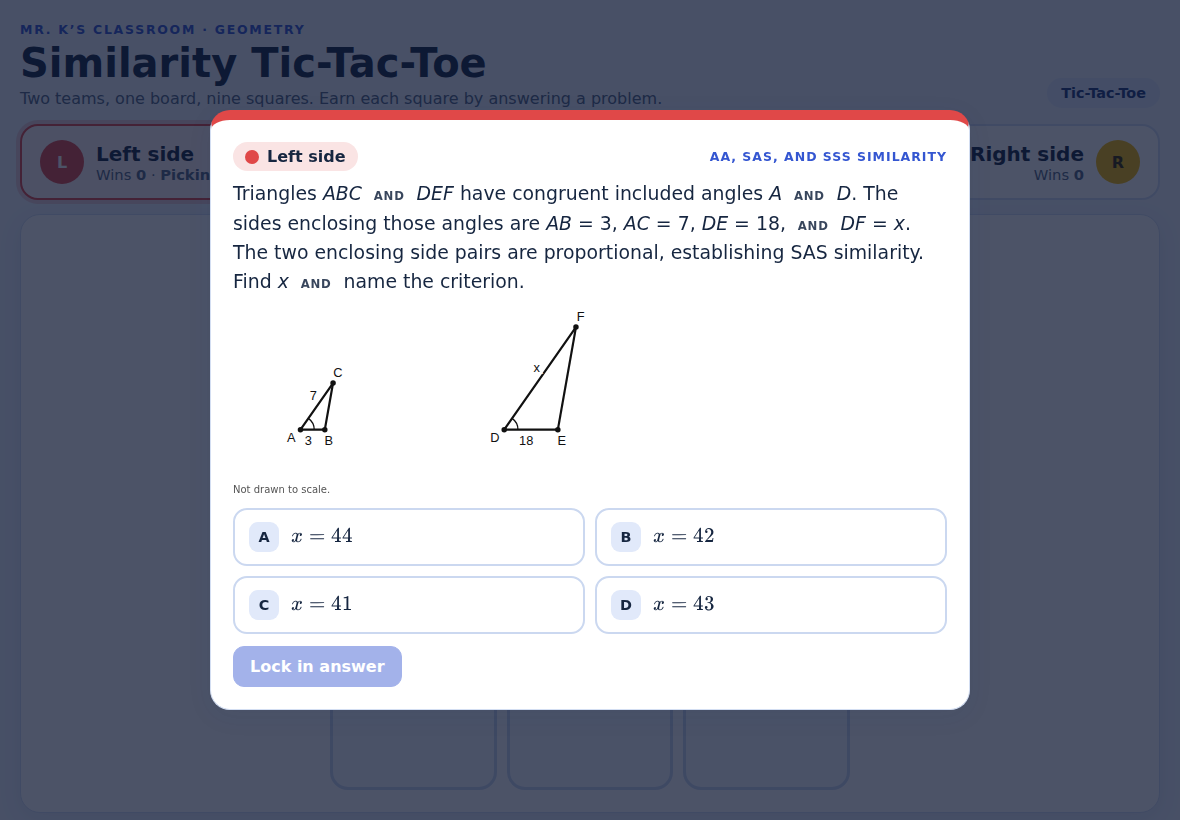 MR. K’S CLASSROOM · GEOMETRY
Similarity Tic-Tac-Toe
Two teams, one board, nine squares. Earn each square by answering a problem.
Tic-Tac-Toe
L
Left side
Wins 0 · Pickin
Right side
Wins 0
R
Left side
AA, SAS, AND SSS SIMILARITY
Triangles ABC AND DEF have congruent included angles A AND D. The
sides enclosing those angles are AB = 3, AC = 7, DE = 18, AND DF = x.
The two enclosing side pairs are proportional, establishing SAS similarity.
Find x AND name the criterion.
F
C
x
7
A 3 B
D 18 E
Not drawn to scale.
A x = 44
B x = 42
C x = 41
D x = 43
Lock in answer